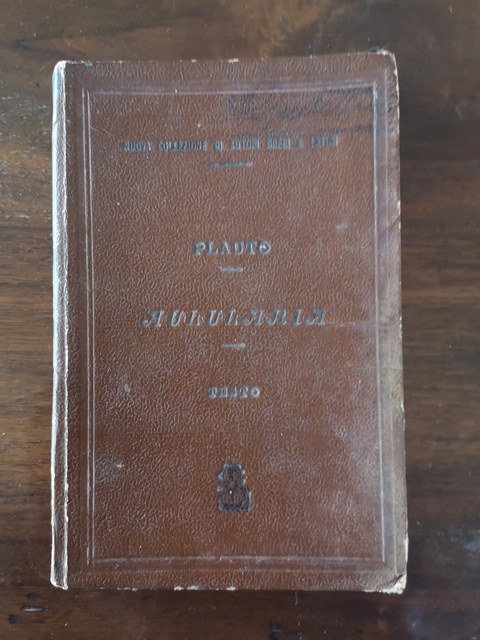 NUOVA COLLEZIONE DI AUTORI GRECI E LATINI
PLAUTO
AULULARIA
TESTO